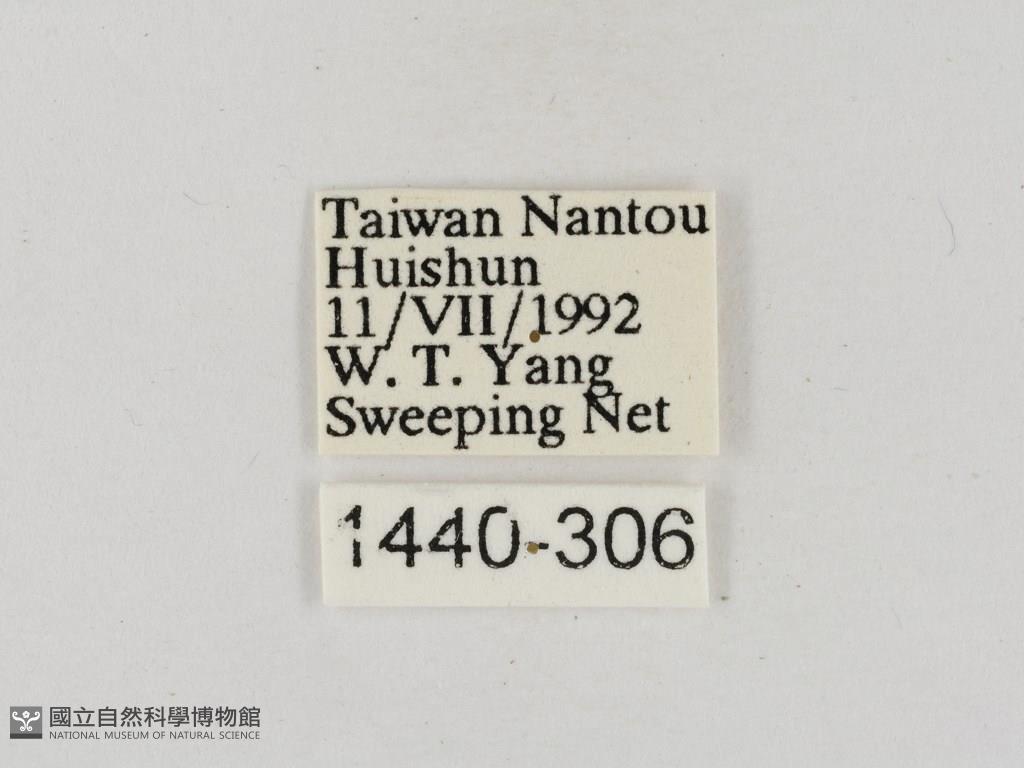 Taiwan Nantou
Huishun
11/VII/1992
W. T. Yang
Sweeping Net
1440-306
國立自然科學博物館
NATIONAL MUSEUM OF NATURAL SCIENCE